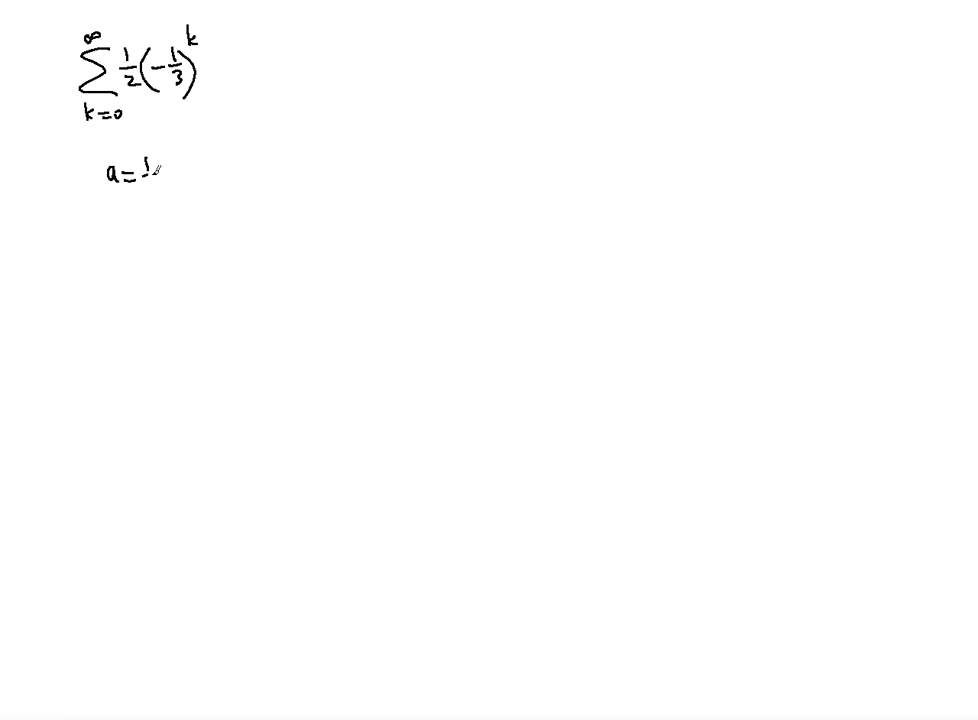 ∞
∑ 1/2 (-1/3)^k
k=0
a = 1